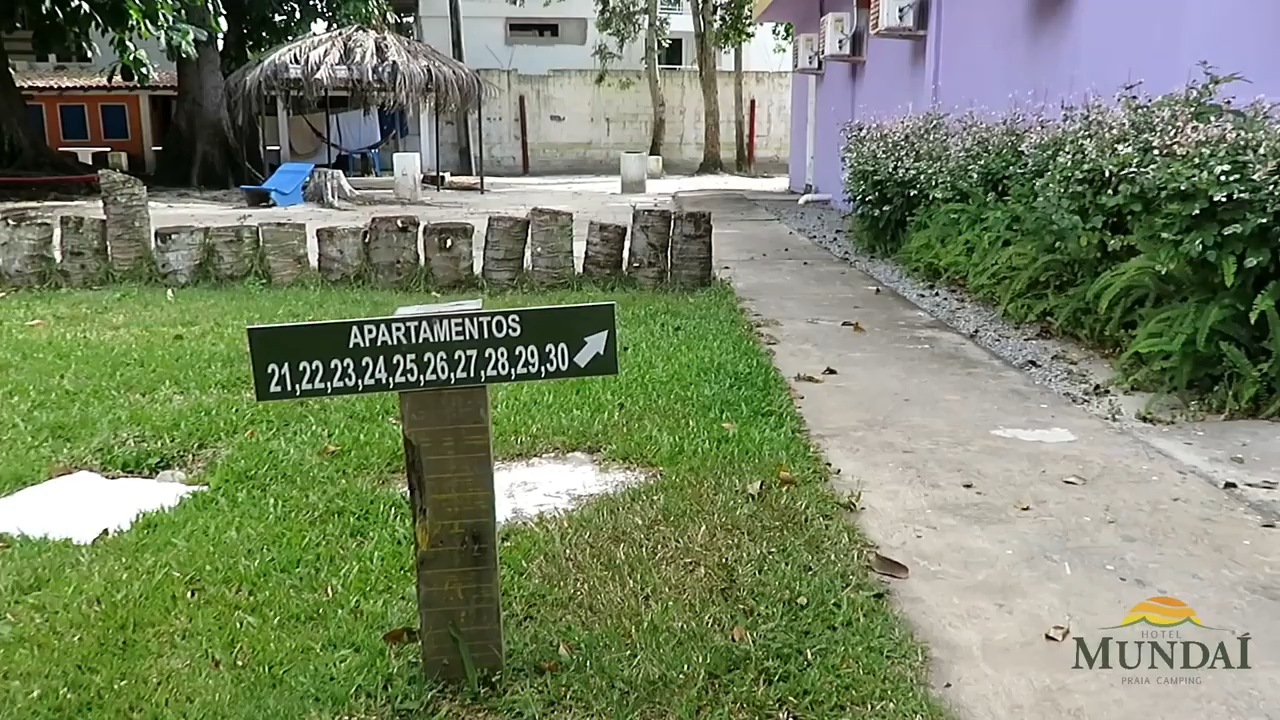 APARTAMENTOS
21,22,23,24,25,26,27,28,29,30
HOTEL
MUNDAÍ
PRAIA CAMPING